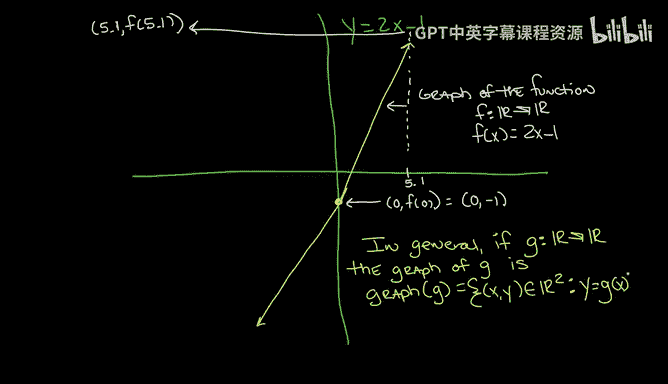 (5.1, f(5.1))
y = 2x-1
GPT中英字幕课程资源 bilibili
GRAPH of the function
f: ℝ → ℝ
f(x) = 2x-1
5.1
(0, f(0)) = (0, -1)
In general, if g: ℝ → ℝ
the graph of g is
graph(g) = {(x,y) ∈ ℝ²: y = g(x)